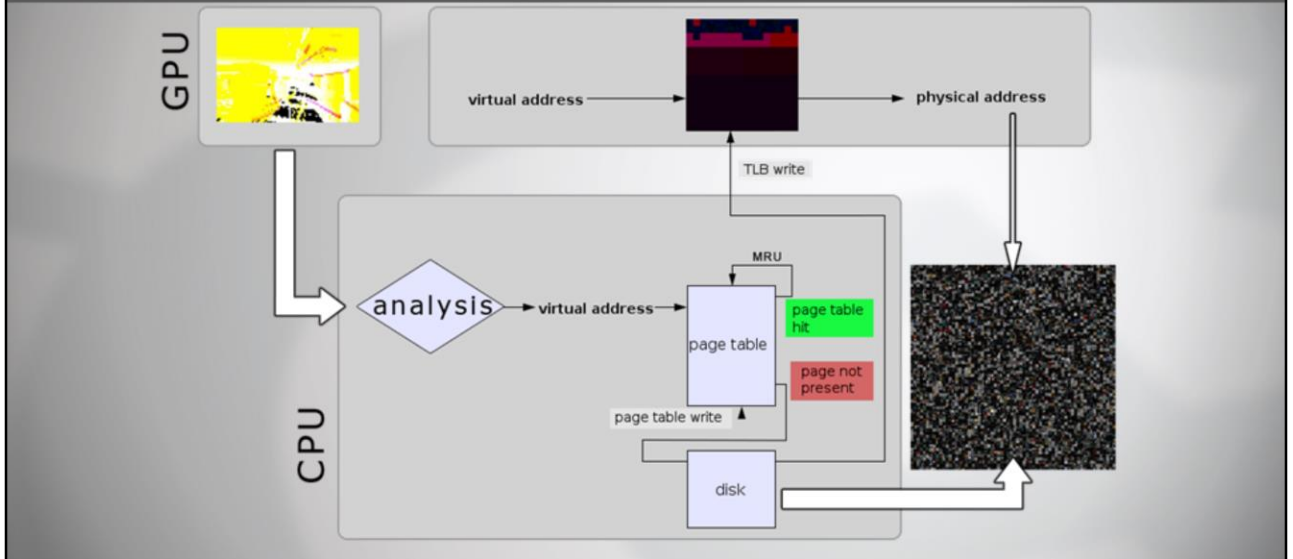 GPU
virtual address
physical address
TLB write
MRU
analysis
virtual address
page table
hit
page table
page not
present
page table write
CPU
disk